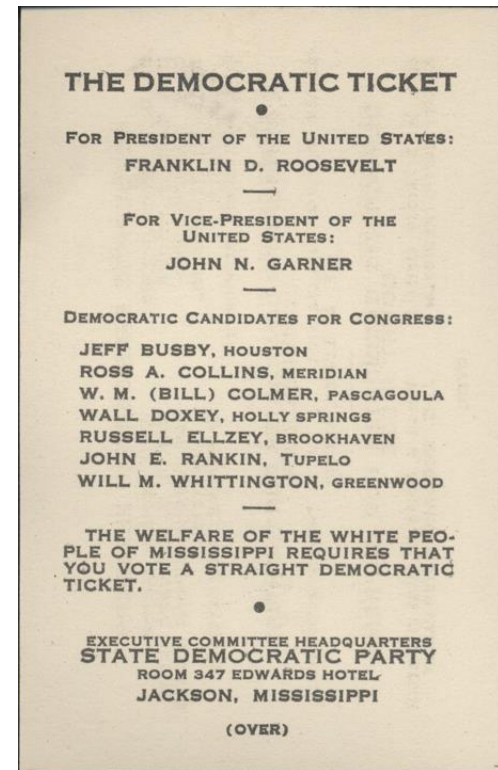 THE DEMOCRATIC TICKET
FOR PRESIDENT OF THE UNITED STATES:
FRANKLIN D. ROOSEVELT
FOR VICE-PRESIDENT OF THE
UNITED STATES:
JOHN N. GARNER
DEMOCRATIC CANDIDATES FOR CONGRESS:
JEFF BUSBY, HOUSTON
ROSS A. COLLINS, MERIDIAN
W. M. (BILL) COLMER, PASCAGOULA
WALL DOXEY, HOLLY SPRINGS
RUSSELL ELLZEY, BROOKHAVEN
JOHN E. RANKIN, TUPELO
WILL M. WHITTINGTON, GREENWOOD
THE WELFARE OF THE WHITE PEO-
PLE OF MISSISSIPPI REQUIRES THAT
YOU VOTE A STRAIGHT DEMOCRATIC
TICKET.
EXECUTIVE COMMITTEE HEADQUARTERS
STATE DEMOCRATIC PARTY
ROOM 347 EDWARDS HOTEL
JACKSON, MISSISSIPPI
(OVER)